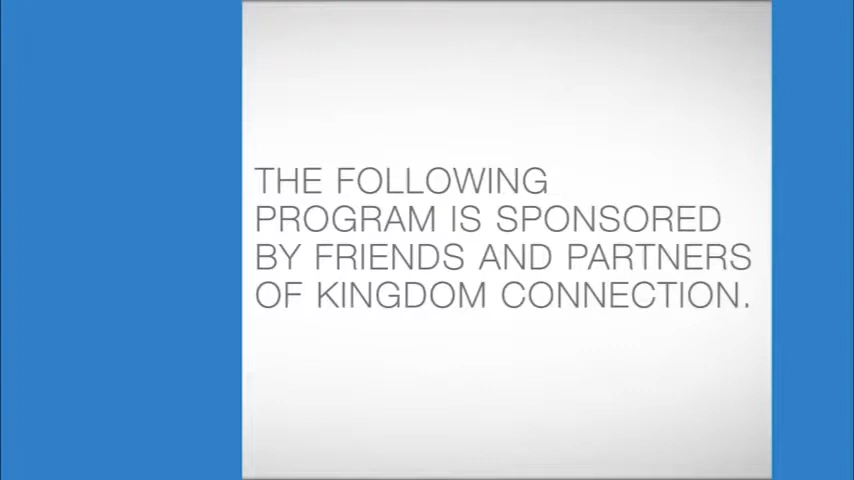 THE FOLLOWING
PROGRAM IS SPONSORED
BY FRIENDS AND PARTNERS
OF KINGDOM CONNECTION.